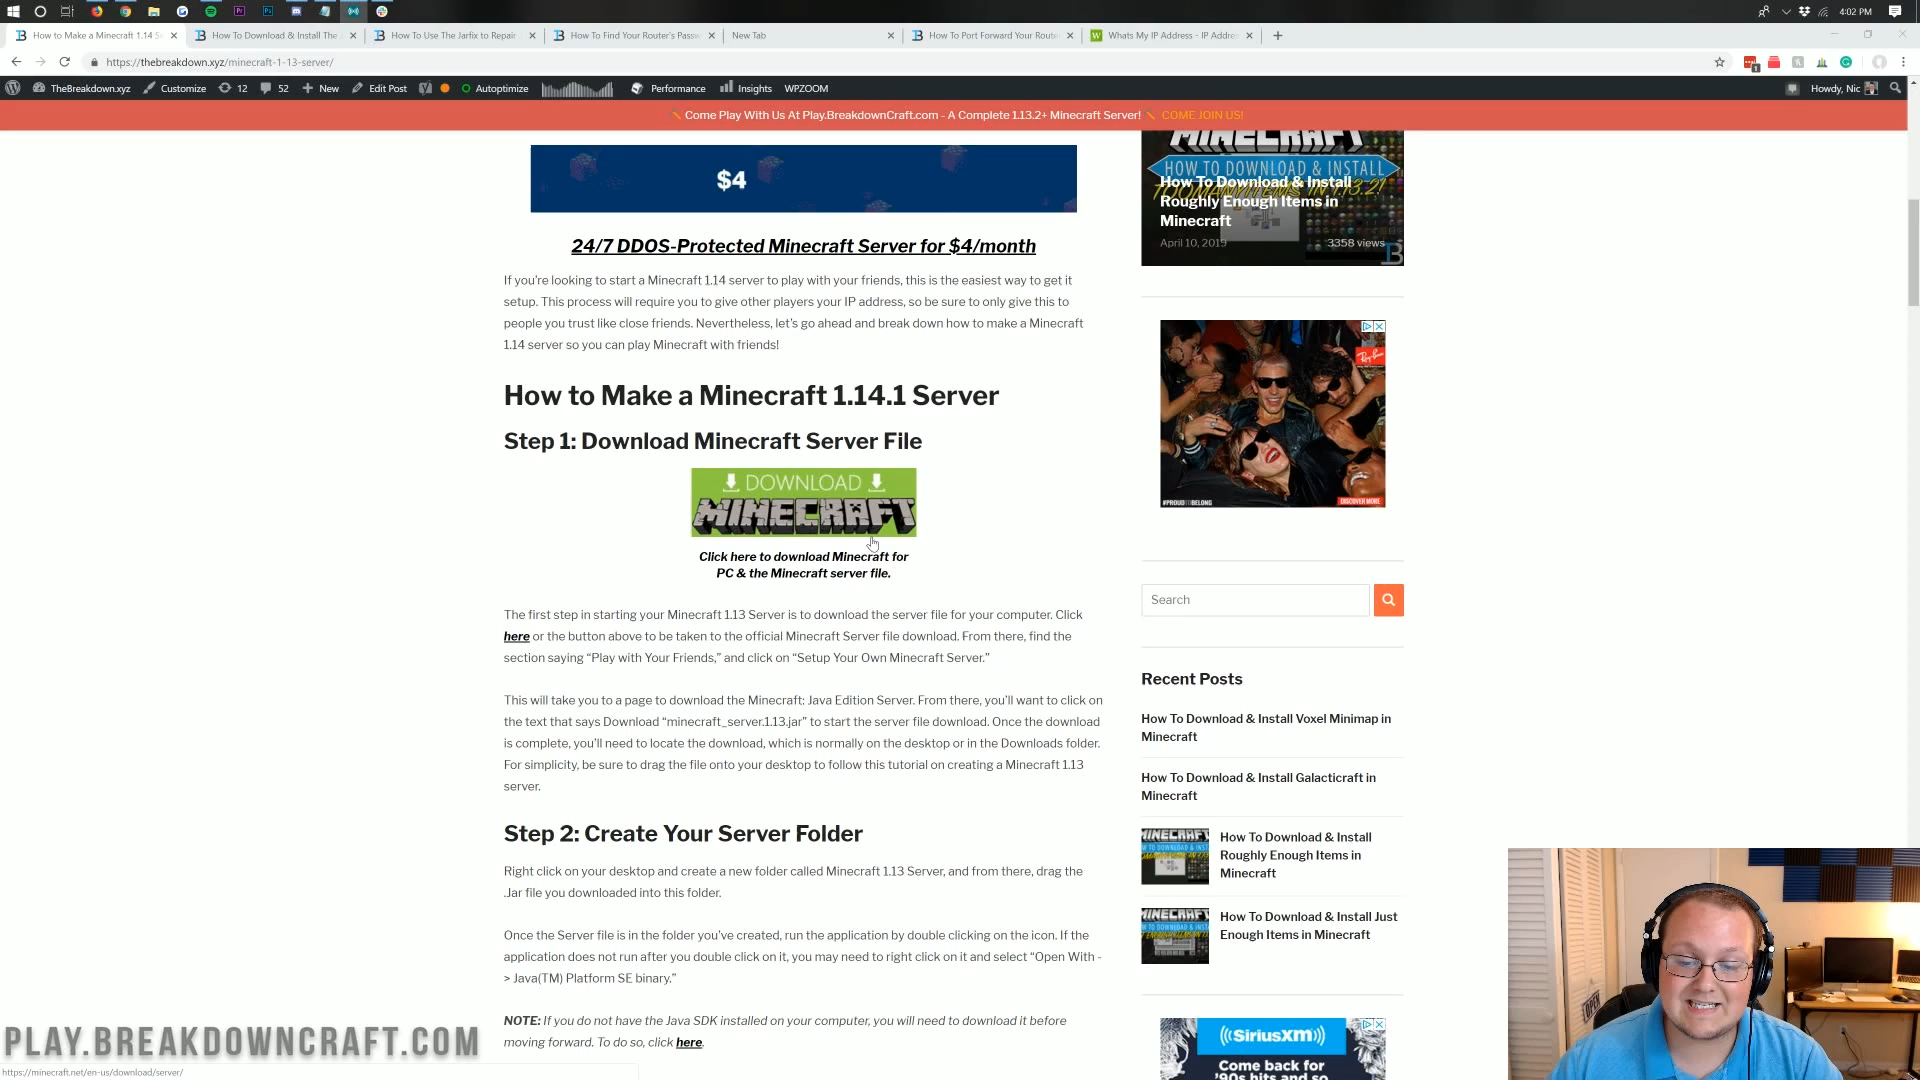 4:02 PM
How to Make a Minecraft 1.14 S
How To Download & Install The
How To Use The Jarfix to Repair
How To Find Your Router's Passw
New Tab
How To Port Forward Your Route
Whats My IP Address - IP Addre
https://thebreakdown.xyz/minecraft-1-13-server/
TheBreakdown.xyz Customize 12 52 New Edit Post Autoptimize Performance Insights WPZOOM Howdy, Nic
Come Play With Us At Play.BreakdownCraft.com - A Complete 1.13.2+ Minecraft Server! COME JOIN US!
$4
24/7 DDOS-Protected Minecraft Server for $4/month
If you're looking to start a Minecraft 1.14 server to play with your friends, this is the easiest way to get it
setup. This process will require you to give other players your IP address, so be sure to only give this to
people you trust like close friends. Nevertheless, let's go ahead and break down how to make a Minecraft
1.14 server so you can play Minecraft with friends!
How to Make a Minecraft 1.14.1 Server
Step 1: Download Minecraft Server File
DOWNLOAD
MINECRAFT
Click here to download Minecraft for
PC & the Minecraft server file.
The first step in starting your Minecraft 1.13 Server is to download the server file for your computer. Click
here or the button above to be taken to the official Minecraft Server file download. From there, find the
section saying “Play with Your Friends,” and click on “Setup Your Own Minecraft Server.”
This will take you to a page to download the Minecraft: Java Edition Server. From there, you'll want to click on
the text that says Download “minecraft_server.1.13.jar” to start the server file download. Once the download
is complete, you'll need to locate the download, which is normally on the desktop or in the Downloads folder.
For simplicity, be sure to drag the file onto your desktop to follow this tutorial on creating a Minecraft 1.13
server.
Step 2: Create Your Server Folder
Right click on your desktop and create a new folder called Minecraft 1.13 Server, and from there, drag the
.Jar file you downloaded into this folder.
Once the Server file is in the folder you've created, run the application by double clicking on the icon. If the
application does not run after you double click on it, you may need to right click on it and select “Open With -
> Java(TM) Platform SE binary.”
NOTE: If you do not have the Java SDK installed on your computer, you will need to download it before
moving forward. To do so, click here.
MINECRAFT
HOW TO DOWNLOAD & INSTALL
TOOMANYITEMS IN 1.13.2!
How To Download & Install
Roughly Enough Items in
Minecraft
April 10, 2019 3358 views
Ray-Ban
#PROUDTOBELONG
DISCOVER MORE
Search
Recent Posts
How To Download & Install Voxel Minimap in
Minecraft
How To Download & Install Galacticraft in
Minecraft
How To Download & Install
Roughly Enough Items in
Minecraft
How To Download & Install Just
Enough Items in Minecraft
((SiriusXM))
Come back for
'90s hits and so
PLAY.BREAKDOWNCRAFT.COM
https://minecraft.net/en-us/download/server/